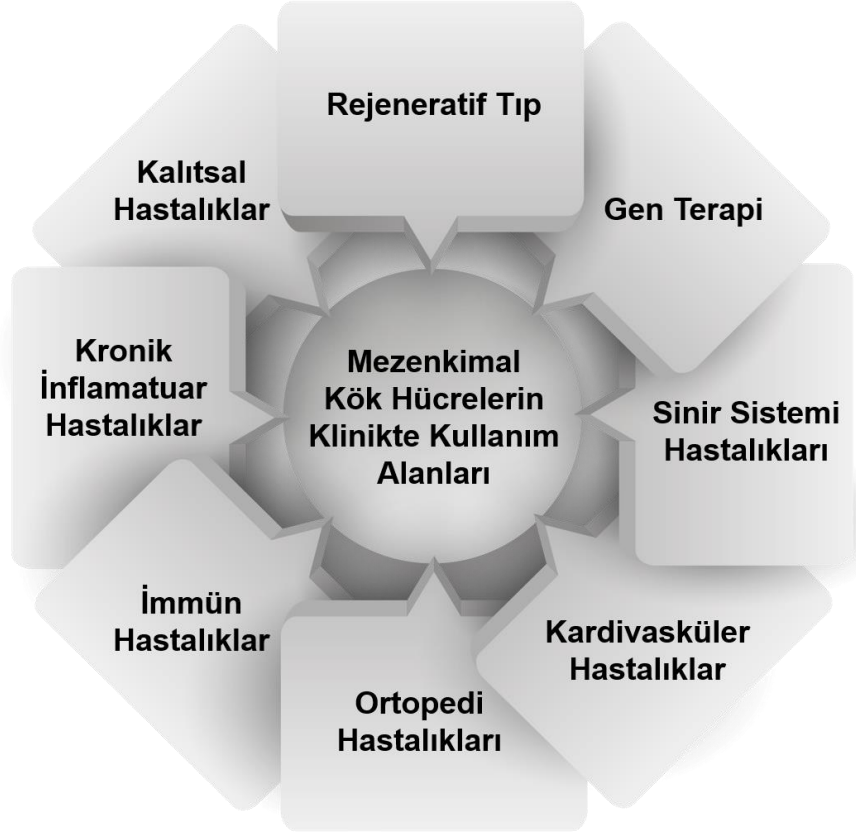 Rejeneratif Tıp
Gen Terapi
Sinir Sistemi
Hastalıkları
Kardivasküler
Hastalıklar
Ortopedi
Hastalıkları
İmmün
Hastalıklar
Kronik
İnflamatuar
Hastalıklar
Kalıtsal
Hastalıklar
Mezenkimal
Kök Hücrelerin
Klinikte Kullanım
Alanları